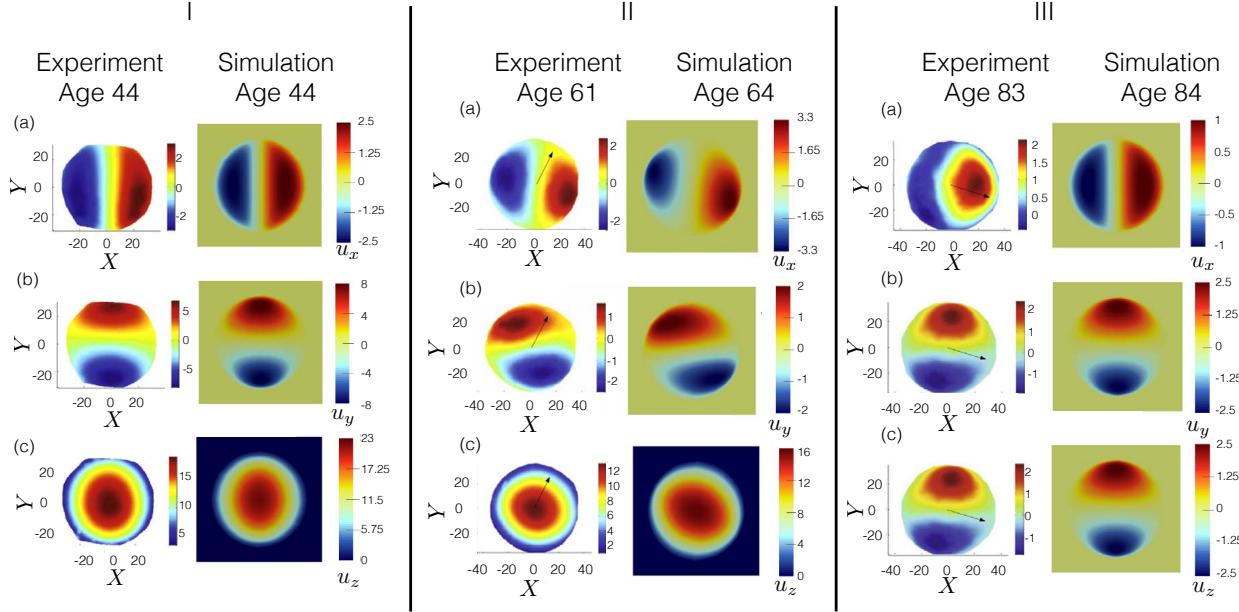 I
II
III
Experiment
Age 44
Simulation
Age 44
Experiment
Age 61
Simulation
Age 64
Experiment
Age 83
Simulation
Age 84
(a)
Y
20
0
-20
-20 0 20
X
2
0
-2
2.5
1.25
0
-1.25
-2.5
u_x
(b)
Y
20
0
-20
-20 0 20
X
5
0
-5
8
4
0
-4
-8
u_y
(c)
Y
20
0
-20
-20 0 20
X
15
10
5
23
17.25
11.5
5.75
0
u_z
(a)
Y
20
0
-20
-40 -20 0 20 40
X
2
0
-2
3.3
1.65
0
-1.65
-3.3
u_x
(b)
Y
20
0
-20
-40 -20 0 20 40
X
1
0
-1
-2
2
1
0
-1
-2
u_y
(c)
Y
20
0
-20
-40 -20 0 20 40
X
12
10
8
6
4
2
16
12
8
4
0
u_z
(a)
Y
20
0
-20
-20 0 20 40
X
2
1.5
1
0.5
0
1
0.5
0
-0.5
-1
u_x
(b)
Y
20
0
-20
-40 -20 0 20 40
X
2
1
0
-1
2.5
1.25
0
-1.25
-2.5
u_y
(c)
Y
20
0
-20
-40 -20 0 20 40
X
2
1
0
-1
2.5
1.25
0
-1.25
-2.5
u_z